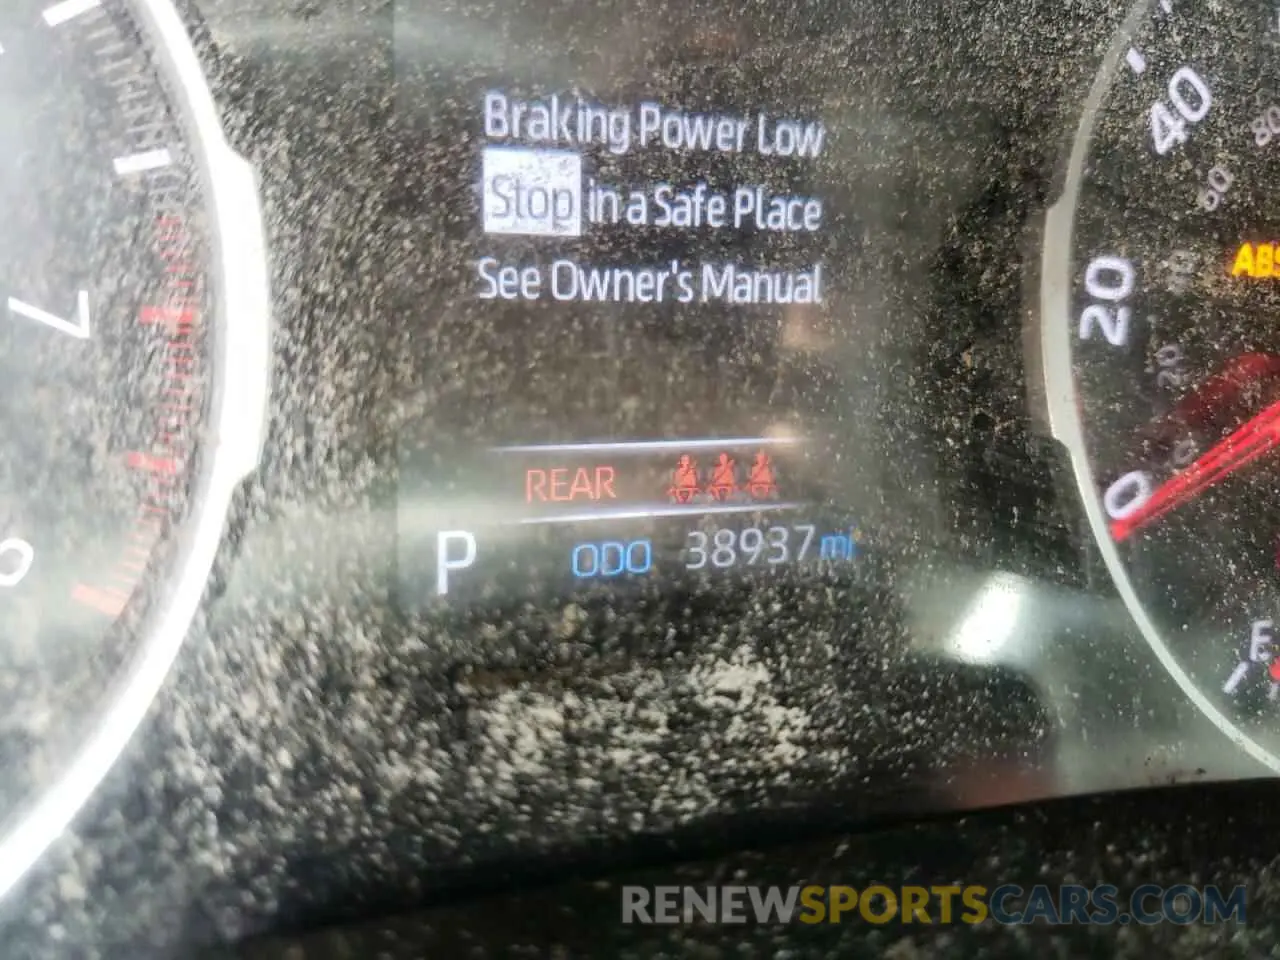 Braking Power Low
Stop in a Safe Place
See Owner's Manual
REAR
P ODO 38937 mi
7
40
20
0
ABS
E
RENEWSPORTSCARS.COM